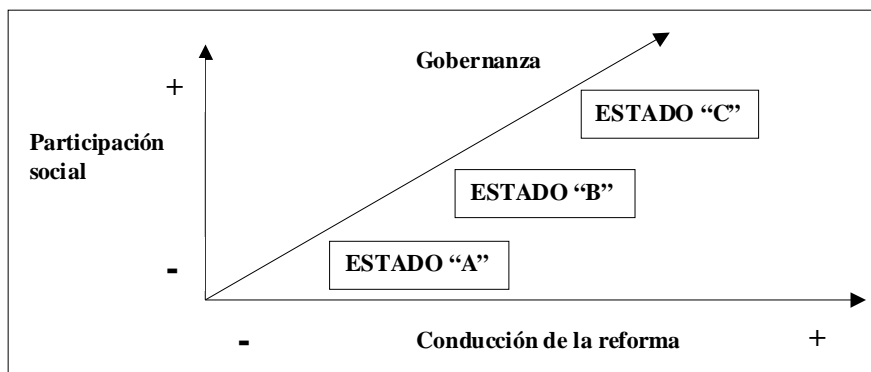 Gobernanza
+
ESTADO “C”
Participación
social
ESTADO “B”
ESTADO “A”
-
-
Conducción de la reforma
+